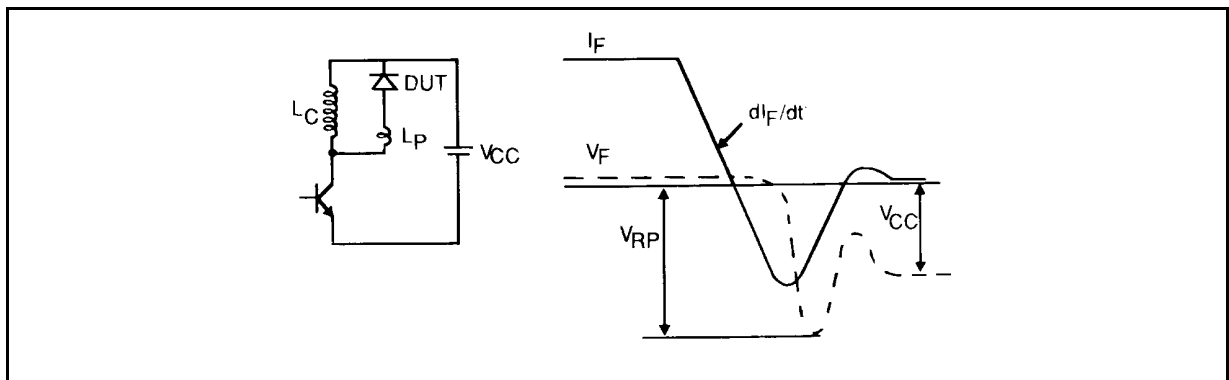 DUT
LC
LP
VCC
IF
dIF/dt
VF
VRP
VCC